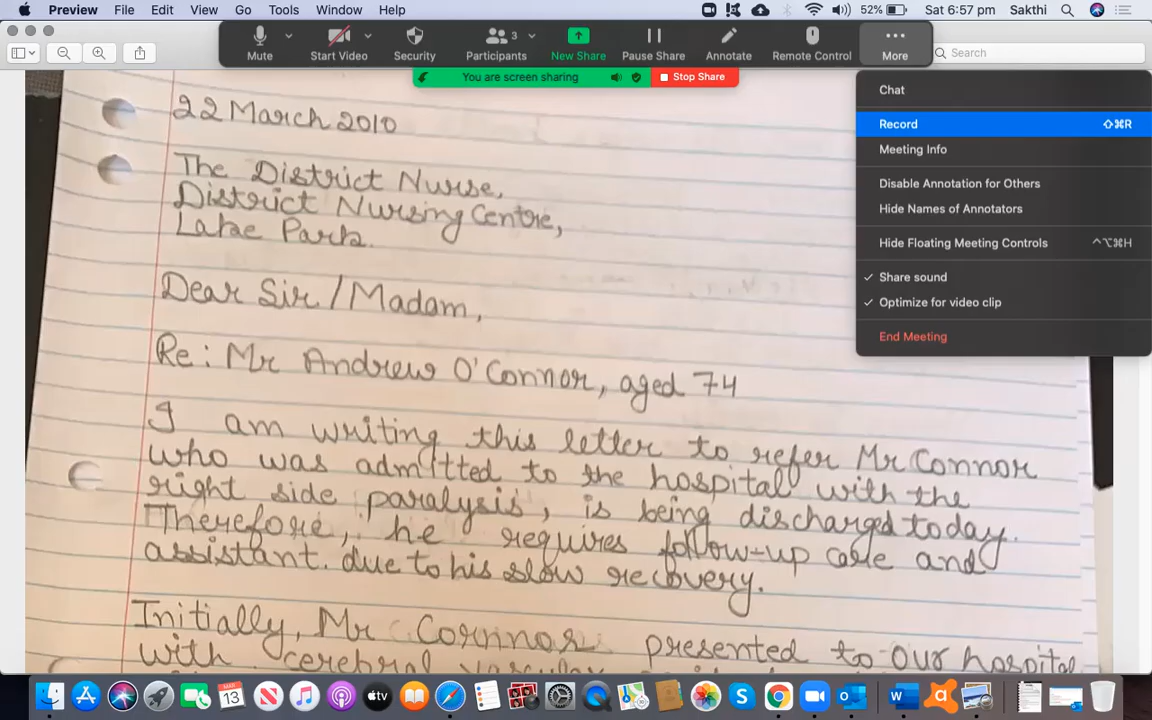 Preview File Edit View Go Tools Window Help
52% Sat 6:57 pm Sakthi
Mute
Start Video
Security
3
Participants
New Share
Pause Share
Annotate
Remote Control
More
Search
You are screen sharing
Stop Share
Chat
Record ⇧⌘R
Meeting Info
Disable Annotation for Others
Hide Names of Annotators
Hide Floating Meeting Controls ^⌥⌘H
✓ Share sound
✓ Optimize for video clip
End Meeting
22 March 2010
The District Nurse,
District Nursing Centre,
Lake Park.
Dear Sir / Madam,
Re: Mr Andrew O'Connor, aged 74
I am writing this letter to refer Mr Connor
who was admitted to the hospital with the
right side paralysis, is being discharged today.
Therefore, he requires follow-up care and
assistant. due to his slow recovery.
Initially, Mr Connor presented to our hospital
with cerebral vascular
MAR
13
tv